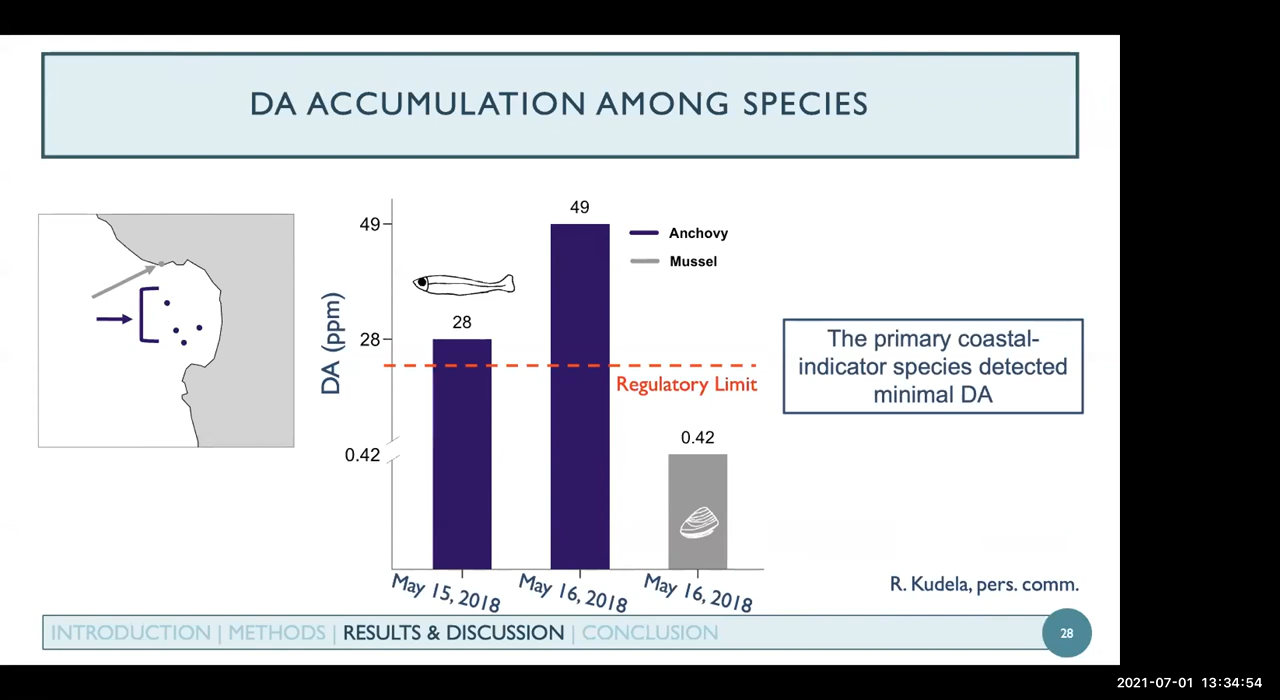 DA ACCUMULATION AMONG SPECIES
49
49
Anchovy
Mussel
28
28
DA (ppm)
Regulatory Limit
The primary coastal-
indicator species detected
minimal DA
0.42
0.42
May 15, 2018
May 16, 2018
May 16, 2018
R. Kudela, pers. comm.
INTRODUCTION | METHODS | RESULTS & DISCUSSION | CONCLUSION
28
2021-07-01 13:34:54